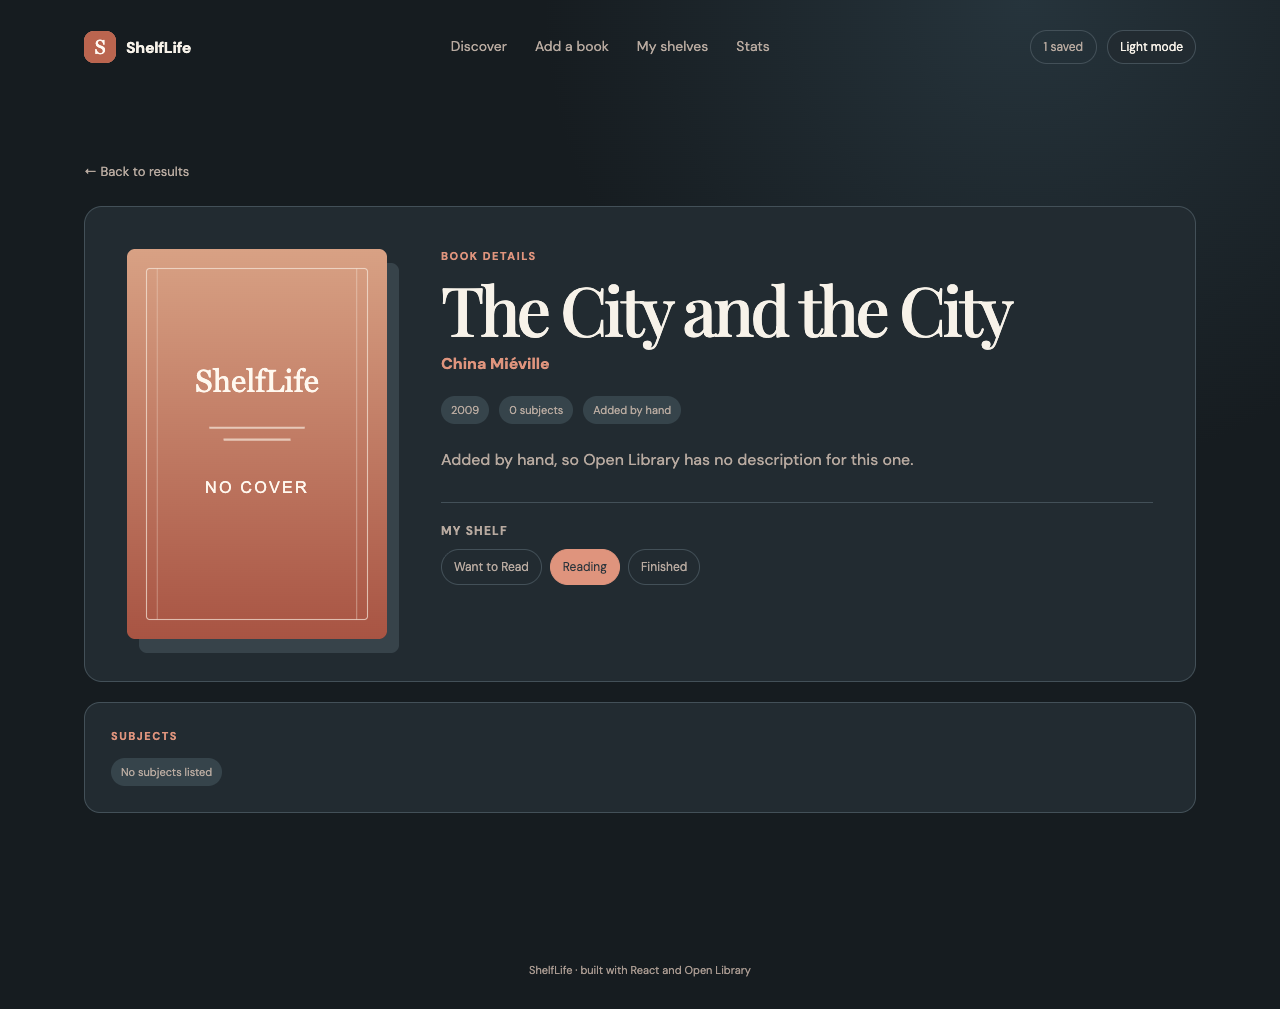 S ShelfLife
Discover Add a book My shelves Stats
1 saved Light mode
← Back to results
ShelfLife
NO COVER
BOOK DETAILS
The City and the City
China Miéville
2009 0 subjects Added by hand
Added by hand, so Open Library has no description for this one.
MY SHELF
Want to Read Reading Finished
SUBJECTS
No subjects listed
ShelfLife · built with React and Open Library